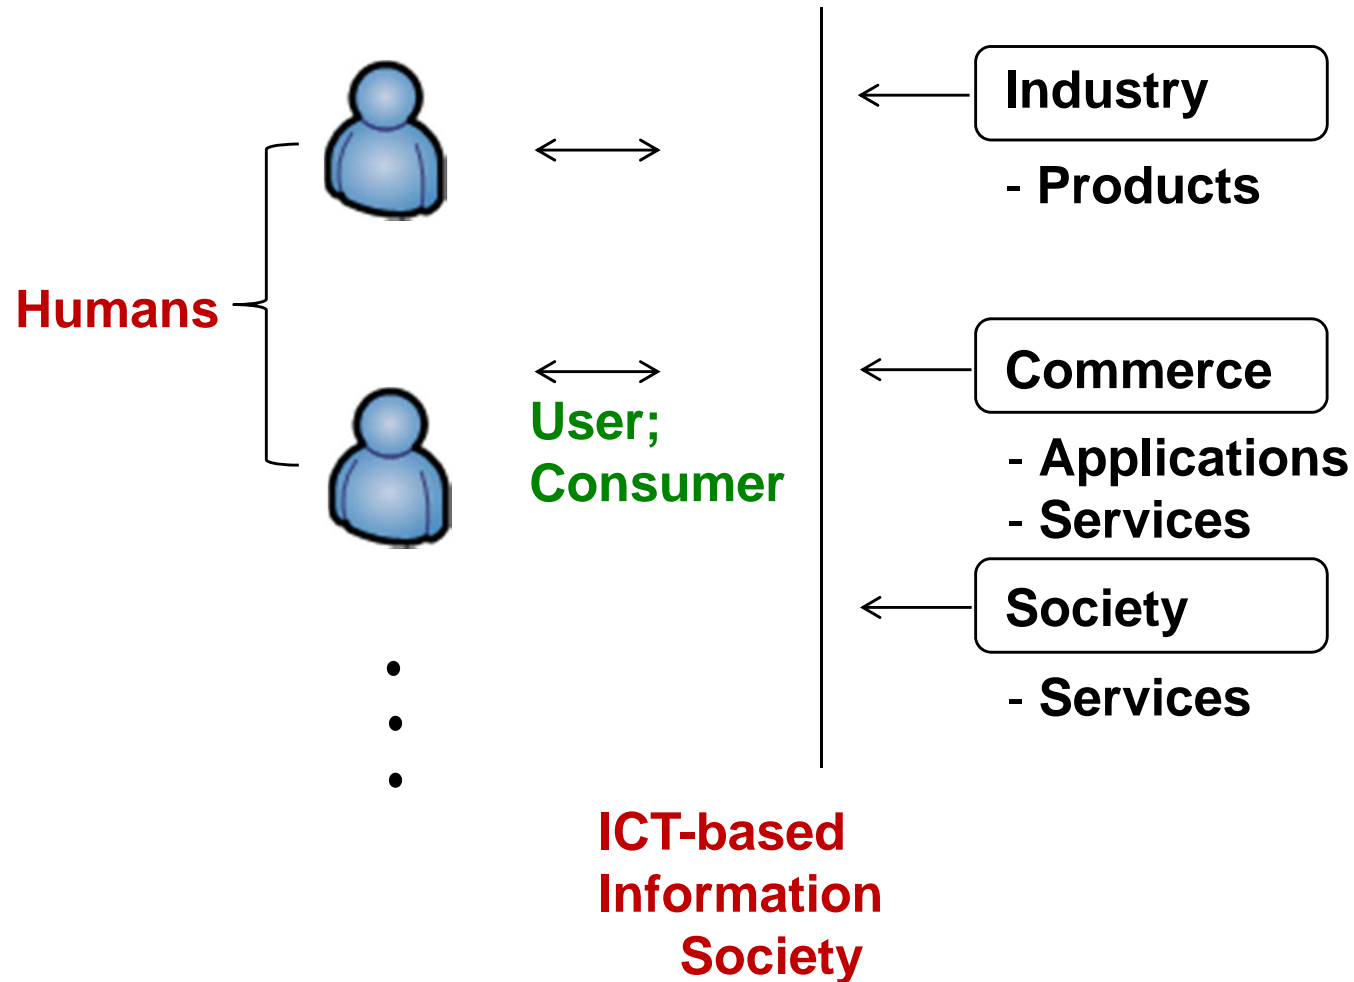 Humans
User;
Consumer
Industry
- Products
Commerce
- Applications
- Services
Society
- Services
ICT-based
Information
Society